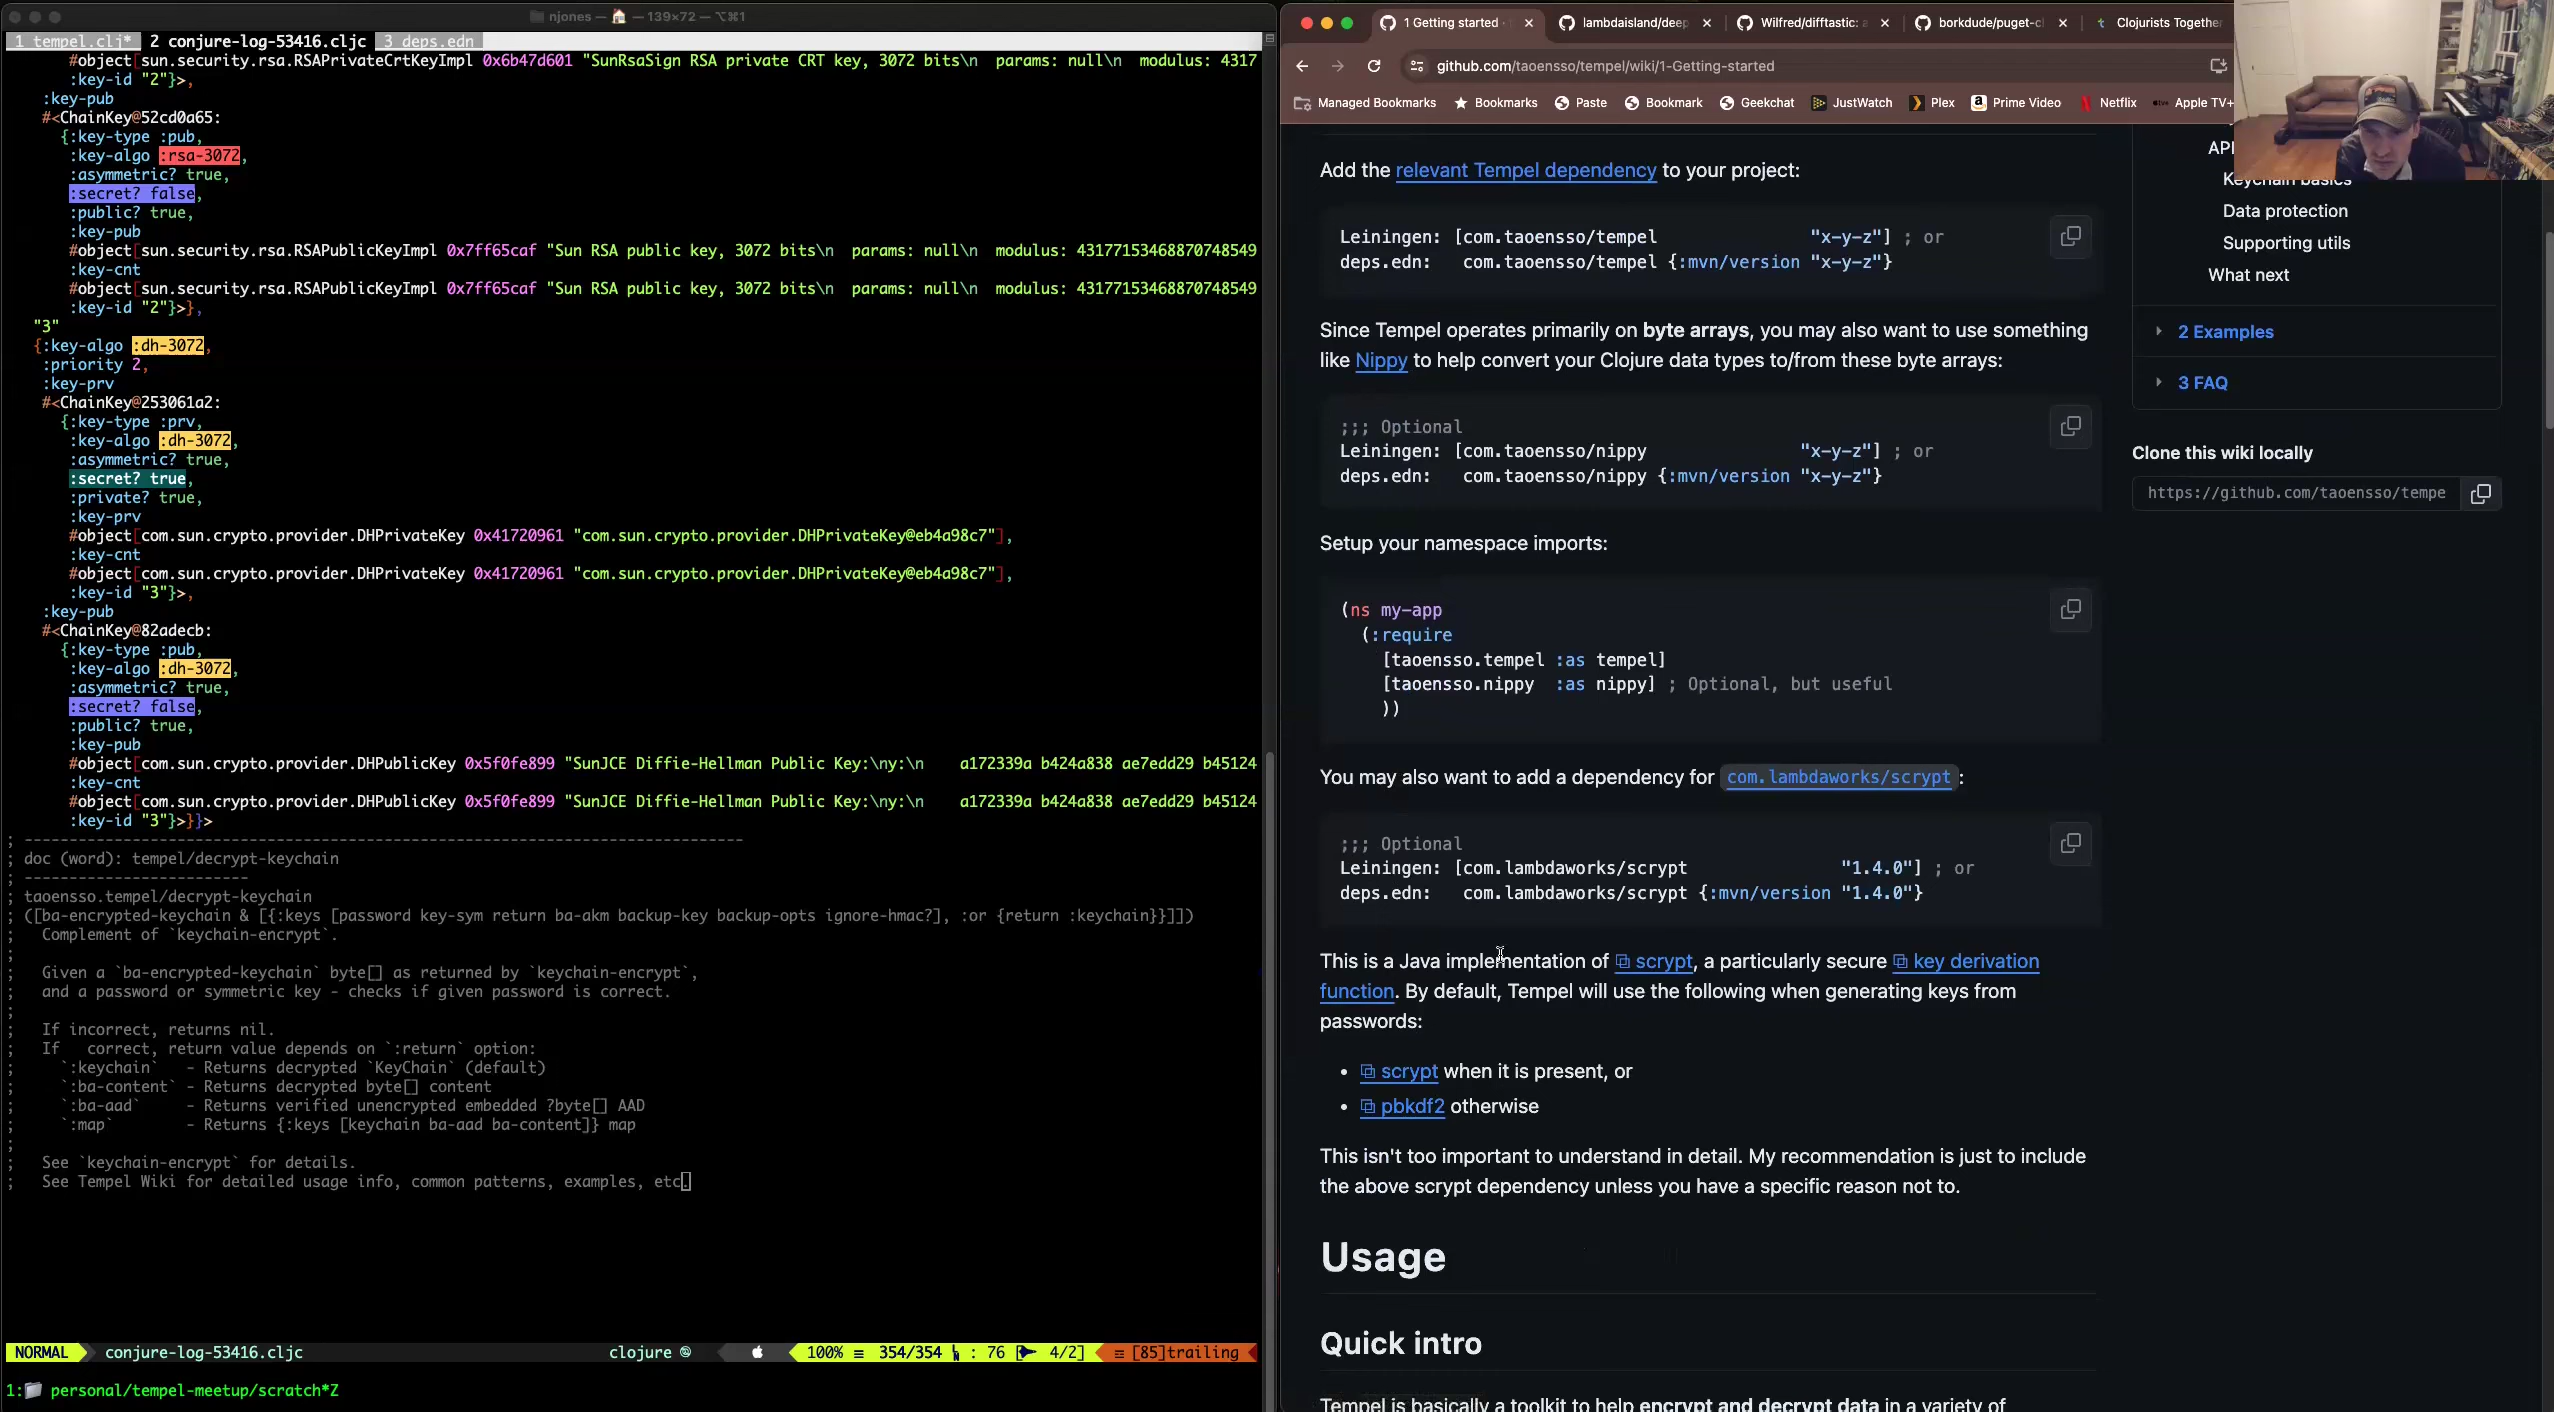 njones — 🏠 — 139×72 — ⌥⌘1
1 tempel.clj* 2 conjure-log-53416.cljc 3 deps.edn
#object[sun.security.rsa.RSAPrivateCrtKeyImpl 0x6b47d601 "SunRsaSign RSA private CRT key, 3072 bits\n  params: null\n  modulus: 4317
:key-id "2"}>,
:key-pub
#<ChainKey@52cd0a65:
{:key-type :pub,
:key-algo :rsa-3072,
:asymmetric? true,
:secret? false,
:public? true,
:key-pub
#object[sun.security.rsa.RSAPublicKeyImpl 0x7ff65caf "Sun RSA public key, 3072 bits\n  params: null\n  modulus: 43177153468870748549
:key-cnt
#object[sun.security.rsa.RSAPublicKeyImpl 0x7ff65caf "Sun RSA public key, 3072 bits\n  params: null\n  modulus: 43177153468870748549
:key-id "2"}>},
"3"
{:key-algo :dh-3072,
:priority 2,
:key-prv
#<ChainKey@253061a2:
{:key-type :prv,
:key-algo :dh-3072,
:asymmetric? true,
:secret? true,
:private? true,
:key-prv
#object[com.sun.crypto.provider.DHPrivateKey 0x41720961 "com.sun.crypto.provider.DHPrivateKey@eb4a98c7"],
:key-cnt
#object[com.sun.crypto.provider.DHPrivateKey 0x41720961 "com.sun.crypto.provider.DHPrivateKey@eb4a98c7"],
:key-id "3"}>,
:key-pub
#<ChainKey@82adecb:
{:key-type :pub,
:key-algo :dh-3072,
:asymmetric? true,
:secret? false,
:public? true,
:key-pub
#object[com.sun.crypto.provider.DHPublicKey 0x5f0fe899 "SunJCE Diffie-Hellman Public Key:\ny:\n    a172339a b424a838 ae7edd29 b45124
:key-cnt
#object[com.sun.crypto.provider.DHPublicKey 0x5f0fe899 "SunJCE Diffie-Hellman Public Key:\ny:\n    a172339a b424a838 ae7edd29 b45124
:key-id "3"}>}}>
; --------------------------------------------------------------------------------
; doc (word): tempel/decrypt-keychain
; -------------------------
; taoensso.tempel/decrypt-keychain
; ([ba-encrypted-keychain & [{:keys [password key-sym return ba-akm backup-key backup-opts ignore-hmac?], :or {return :keychain}}]])
;   Complement of `keychain-encrypt`.
;
;   Given a `ba-encrypted-keychain` byte[] as returned by `keychain-encrypt`,
;   and a password or symmetric key - checks if given password is correct.
;
;   If incorrect, returns nil.
;   If   correct, return value depends on `:return` option:
;     `:keychain`   - Returns decrypted `KeyChain` (default)
;     `:ba-content` - Returns decrypted byte[] content
;     `:ba-aad`     - Returns verified unencrypted embedded ?byte[] AAD
;     `:map`        - Returns {:keys [keychain ba-aad ba-content]} map
;
;   See `keychain-encrypt` for details.
;   See Tempel Wiki for detailed usage info, common patterns, examples, etc.
NORMAL conjure-log-53416.cljc clojure 100% ≡ 354/354 : 76 4/2] ≡ [85]trailing
1: personal/tempel-meetup/scratch*Z
1 Getting started · lambdaisland/deep Wilfred/difftastic: a borkdude/puget-cl Clojurists Together
github.com/taoensso/tempel/wiki/1-Getting-started
Managed Bookmarks Bookmarks Paste Bookmark Geekchat JustWatch Plex Prime Video Netflix Apple TV+
Add the relevant Tempel dependency to your project:
Leiningen: [com.taoensso/tempel "x-y-z"] ; or
deps.edn: com.taoensso/tempel {:mvn/version "x-y-z"}
Since Tempel operates primarily on byte arrays, you may also want to use something
like Nippy to help convert your Clojure data types to/from these byte arrays:
;;; Optional
Leiningen: [com.taoensso/nippy "x-y-z"] ; or
deps.edn: com.taoensso/nippy {:mvn/version "x-y-z"}
Setup your namespace imports:
(ns my-app
(:require
[taoensso.tempel :as tempel]
[taoensso.nippy :as nippy] ; Optional, but useful
))
You may also want to add a dependency for com.lambdaworks/scrypt:
;;; Optional
Leiningen: [com.lambdaworks/scrypt "1.4.0"] ; or
deps.edn: com.lambdaworks/scrypt {:mvn/version "1.4.0"}
This is a Java implementation of scrypt, a particularly secure key derivation
function. By default, Tempel will use the following when generating keys from
passwords:
• scrypt when it is present, or
• pbkdf2 otherwise
This isn't too important to understand in detail. My recommendation is just to include
the above scrypt dependency unless you have a specific reason not to.
Usage
Quick intro
Tempel is basically a toolkit to help encrypt and decrypt data in a variety of
API
Keychain basics
Data protection
Supporting utils
What next
2 Examples
3 FAQ
Clone this wiki locally
https://github.com/taoensso/tempe